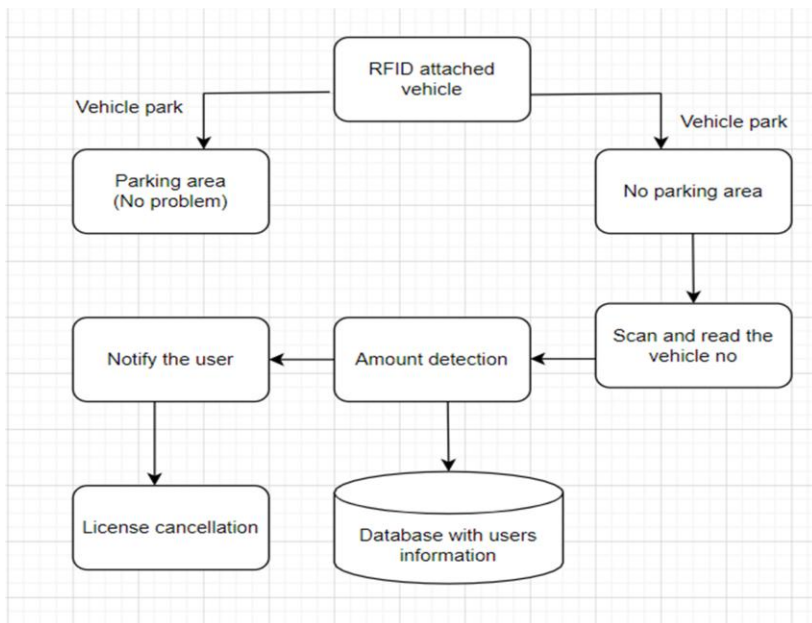 RFID attached
vehicle
Vehicle park
Vehicle park
Parking area
(No problem)
No parking area
Notify the user
Amount detection
Scan and read the
vehicle no
License cancellation
Database with users
information